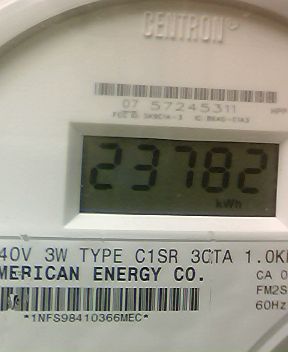 CENTRON®
07 57245311
23782
kWh
40V 3W TYPE C1SR 30TA 1.0K
MERICAN ENERGY CO.
CA 0
FM2S
60Hz
*1NFS98410366MEC*